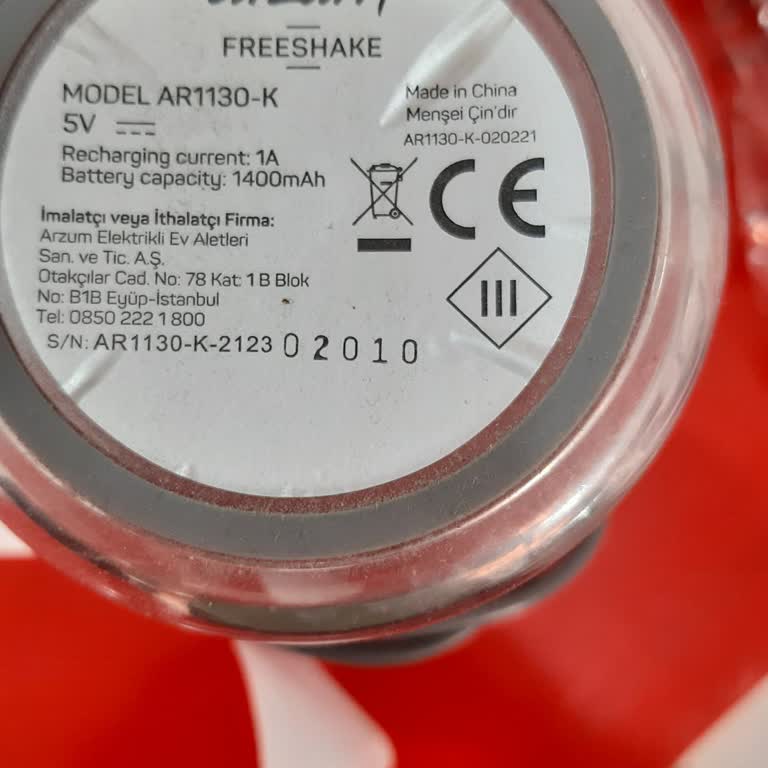 FREESHAKE
MODEL AR1130-K
5V
Recharging current: 1A
Battery capacity: 1400mAh
Made in China
Menşei Çin'dir
AR1130-K-020221
CE
III
İmalatçı veya İthalatçı Firma:
Arzum Elektrikli Ev Aletleri
San. ve Tic. A.Ş.
Otakçılar Cad. No: 78 Kat: 1 B Blok
No: B1B Eyüp-İstanbul
Tel: 0850 222 1 800
S/N: AR1130-K-2123 02010